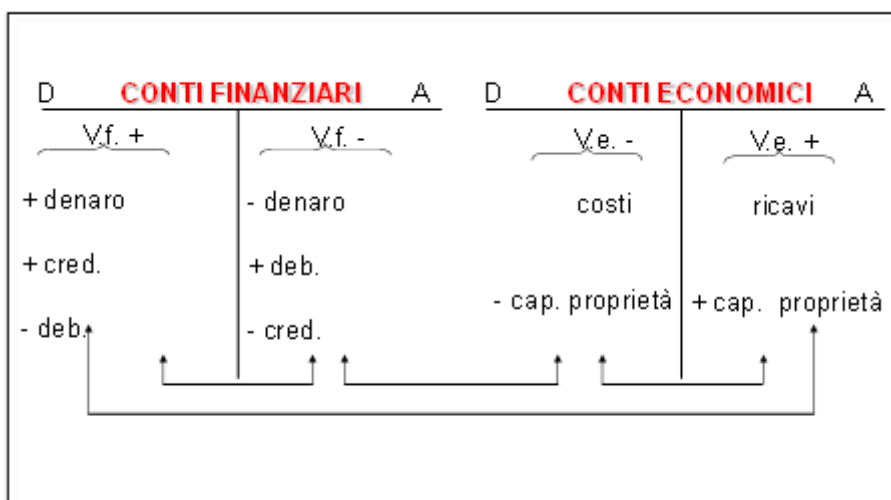 D CONTI FINANZIARI A
V.f. +
V.f. -
+ denaro
- denaro
+ cred.
+ deb.
- deb.
- cred.
D CONTI ECONOMICI A
V.e. -
V.e. +
costi
ricavi
- cap. proprietà
+ cap. proprietà